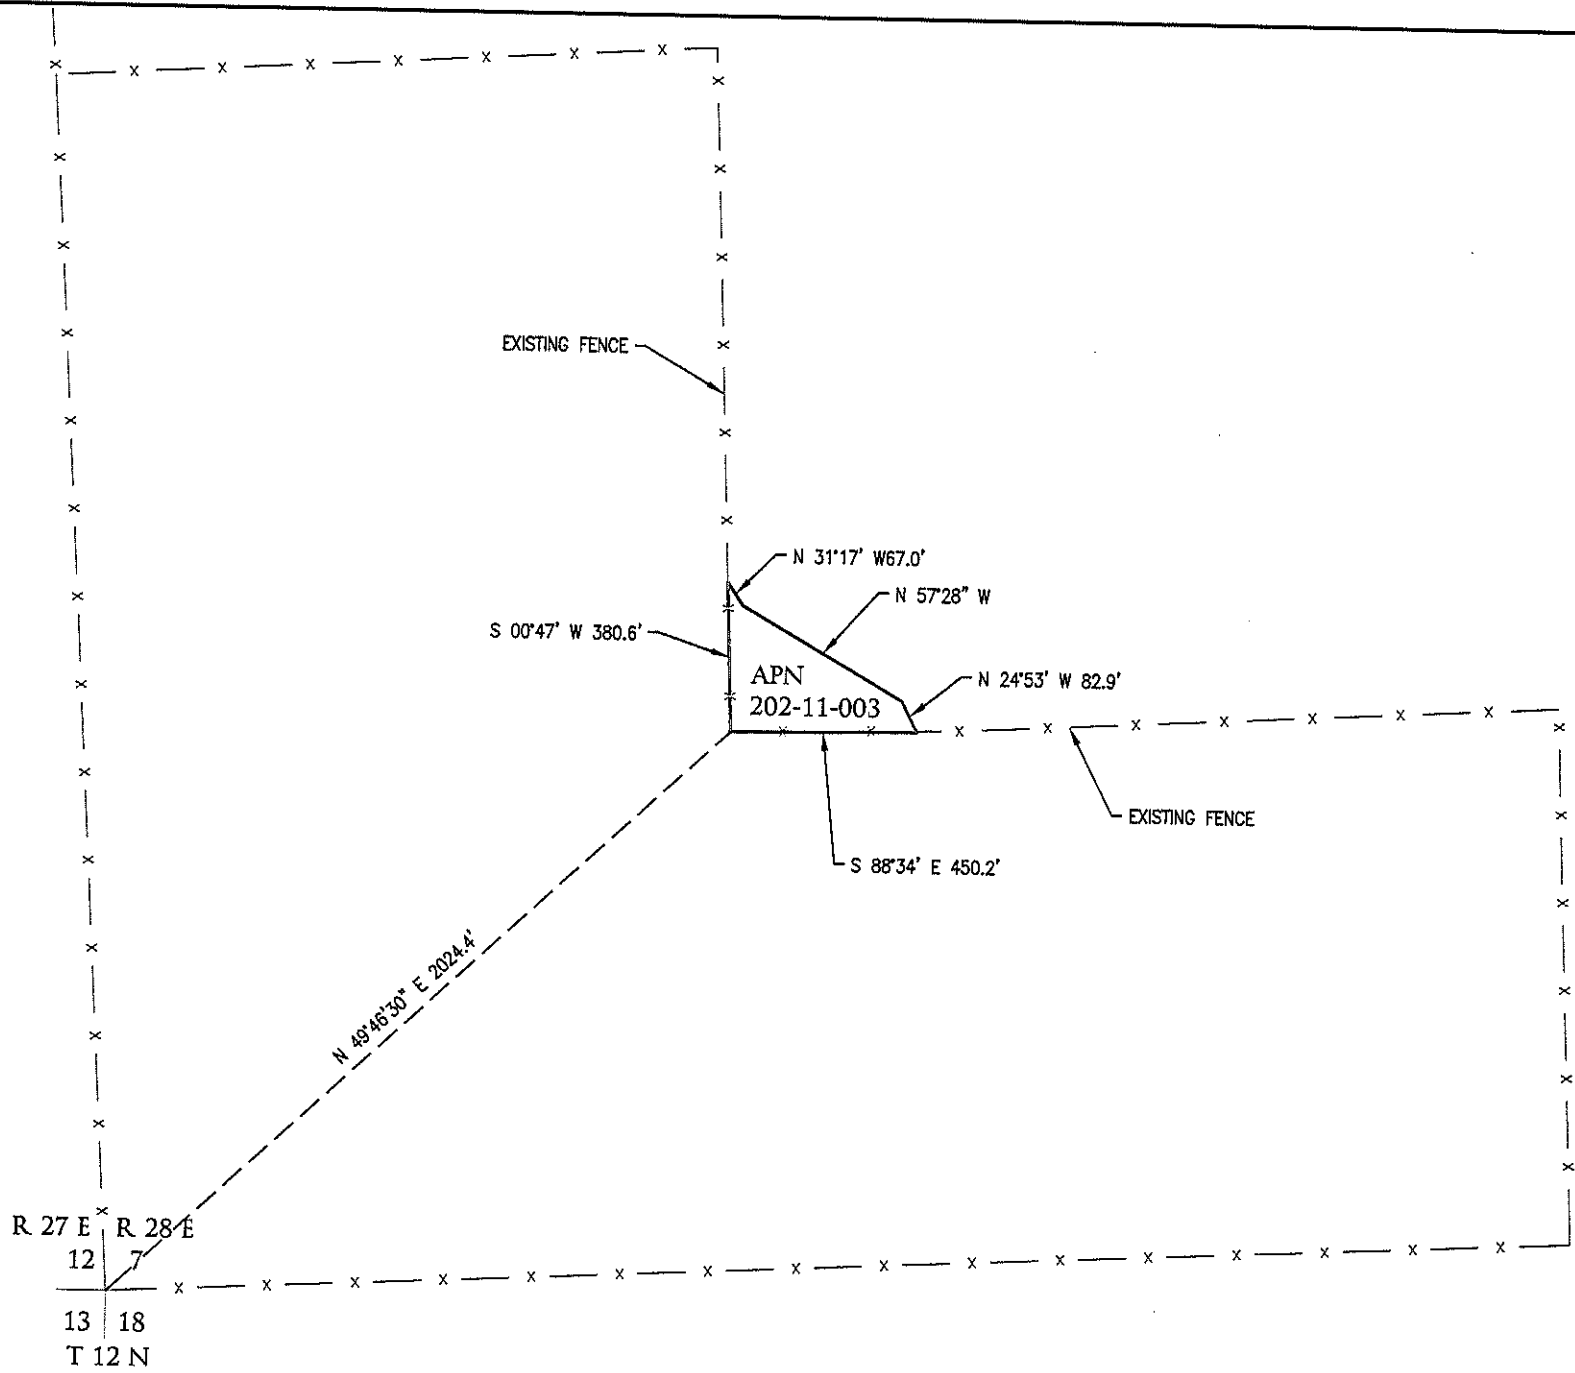 EXISTING FENCE
N 31°17' W67.0'
N 57°28" W
S 00°47' W 380.6'
APN
202-11-003
N 24°53' W 82.9'
EXISTING FENCE
S 88°34' E 450.2'
N 49°46'30" E 2024.4'
R 27 E R 28 E
12 7
13 18
T 12 N